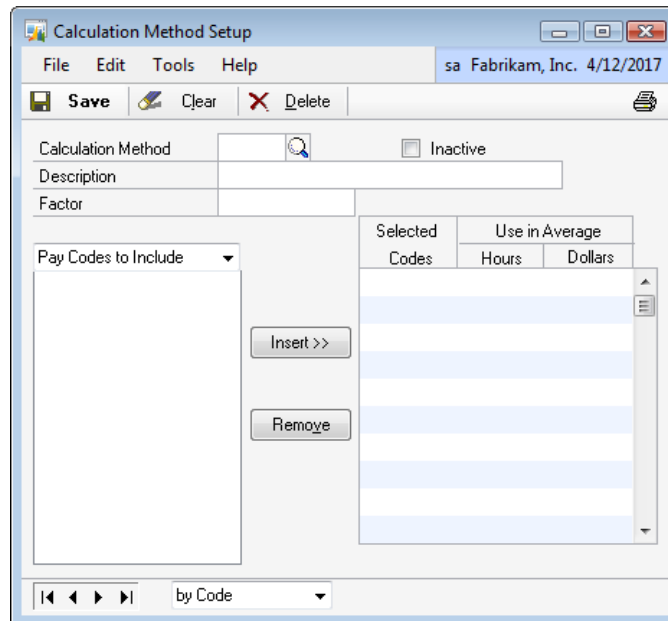 Calculation Method Setup
File Edit Tools Help sa Fabrikam, Inc. 4/12/2017
Save Clear Delete
Calculation Method Inactive
Description
Factor
Selected Use in Average
Pay Codes to Include Codes Hours Dollars
Insert >>
Remove
by Code